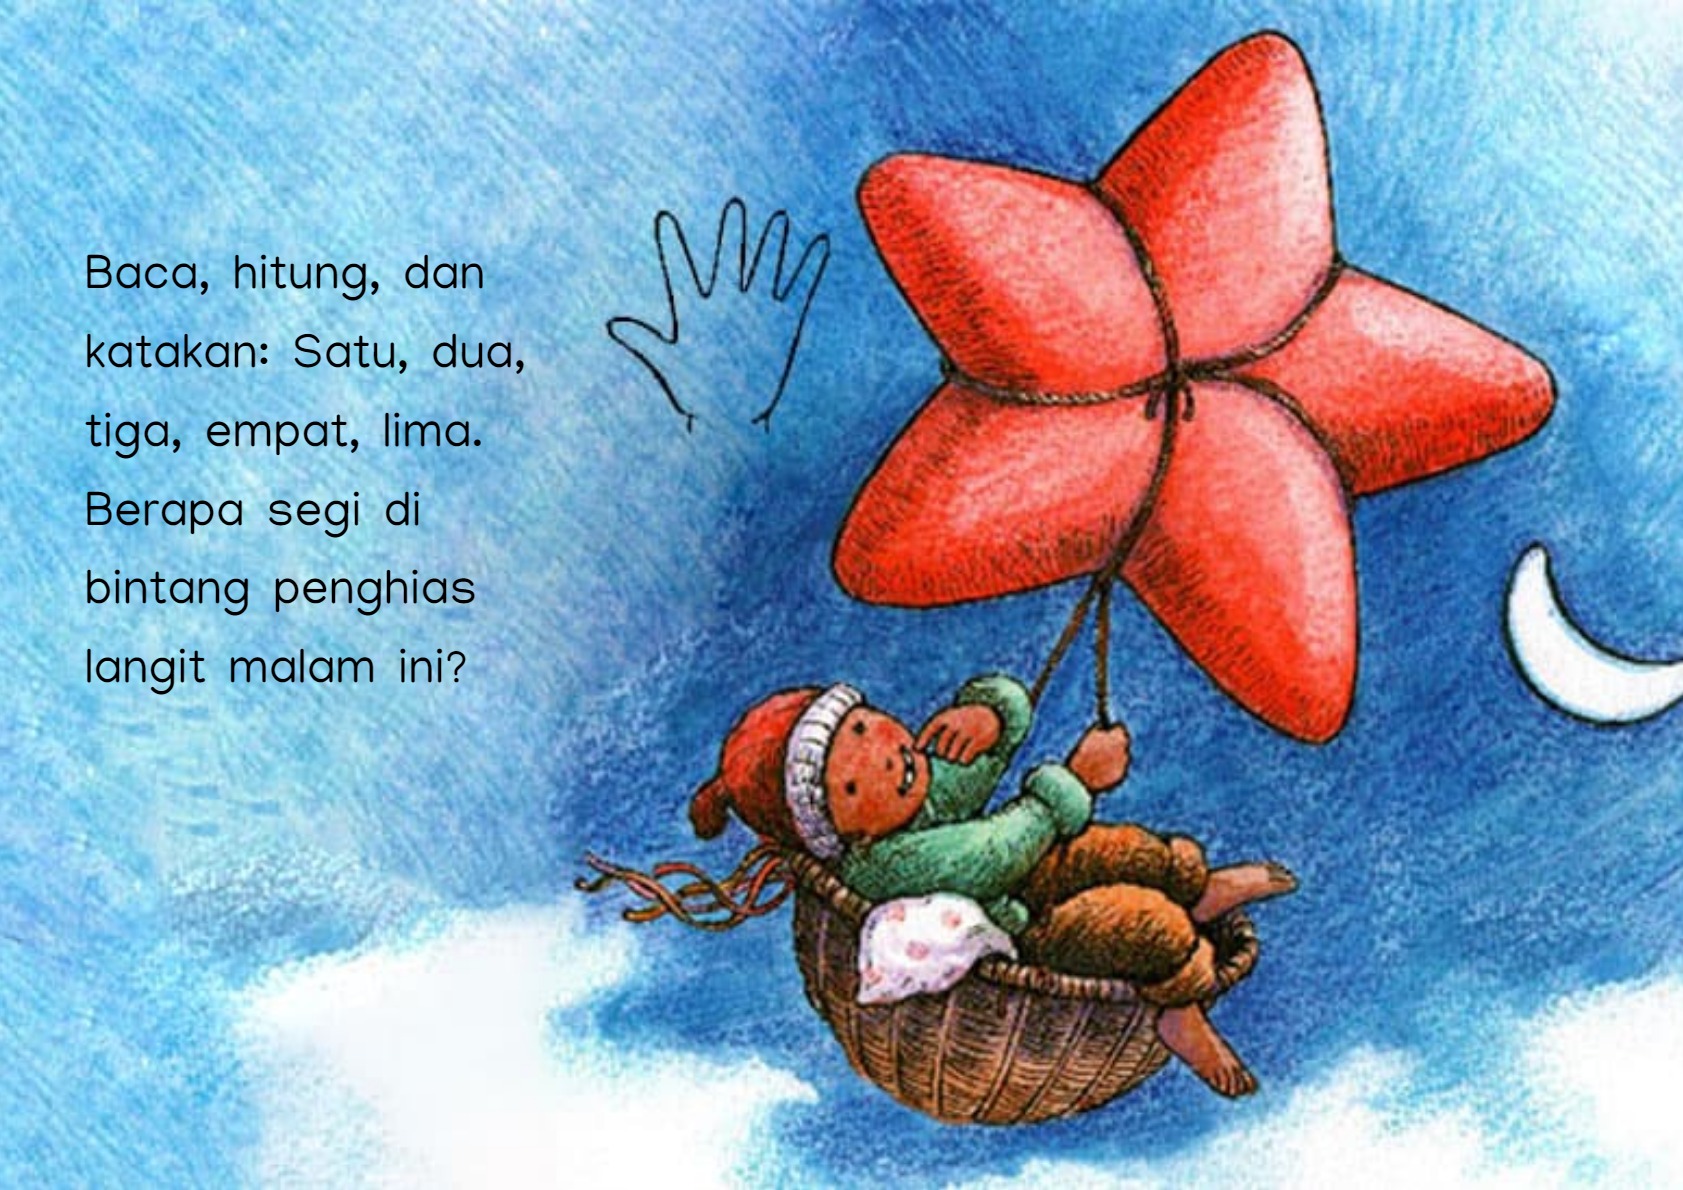 Baca, hitung, dan
katakan: Satu, dua,
tiga, empat, lima.
Berapa segi di
bintang penghias
langit malam ini?